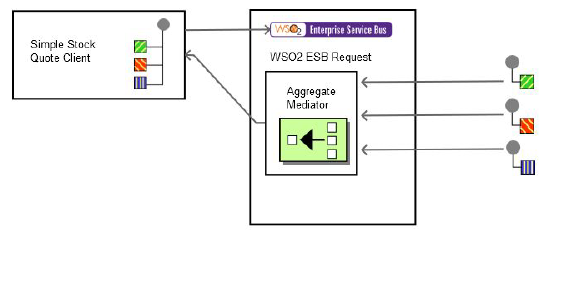 Simple Stock
Quote Client
WSO2 Enterprise Service Bus
WSO2 ESB Request
Aggregate
Mediator